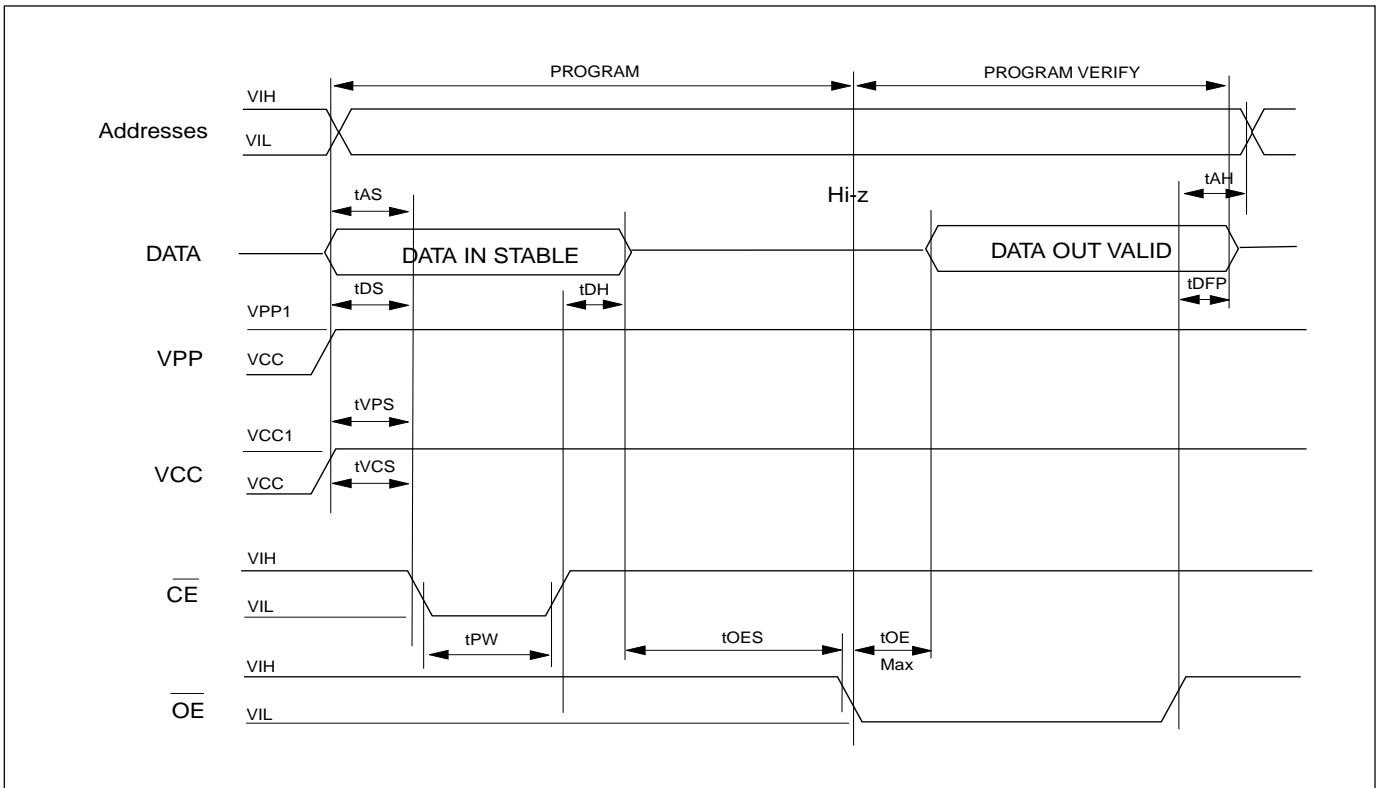 PROGRAM
PROGRAM VERIFY
VIH
Addresses
VIL
tAS
Hi-z
tAH
DATA
DATA IN STABLE
DATA OUT VALID
tDS
tDH
tDFP
VPP1
VPP
VCC
tVPS
VCC1
VCC
VCC
tVCS
VIH
CE
VIL
tPW
tOES
tOE
Max
VIH
OE
VIL